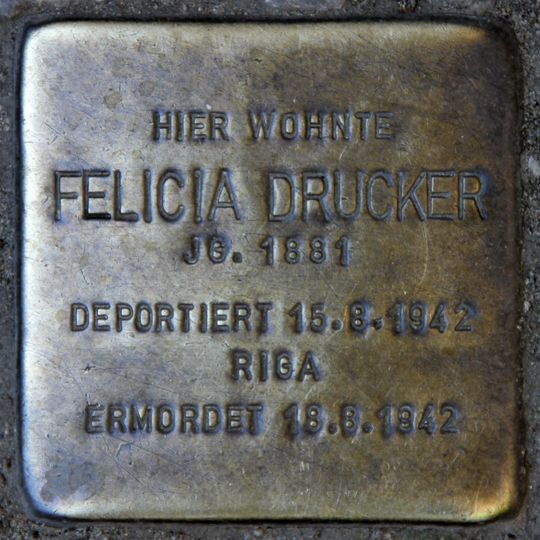 HIER WOHNTE
FELICIA DRUCKER
JG. 1881
DEPORTIERT 15.8.1942
RIGA
ERMORDET 18.8.1942